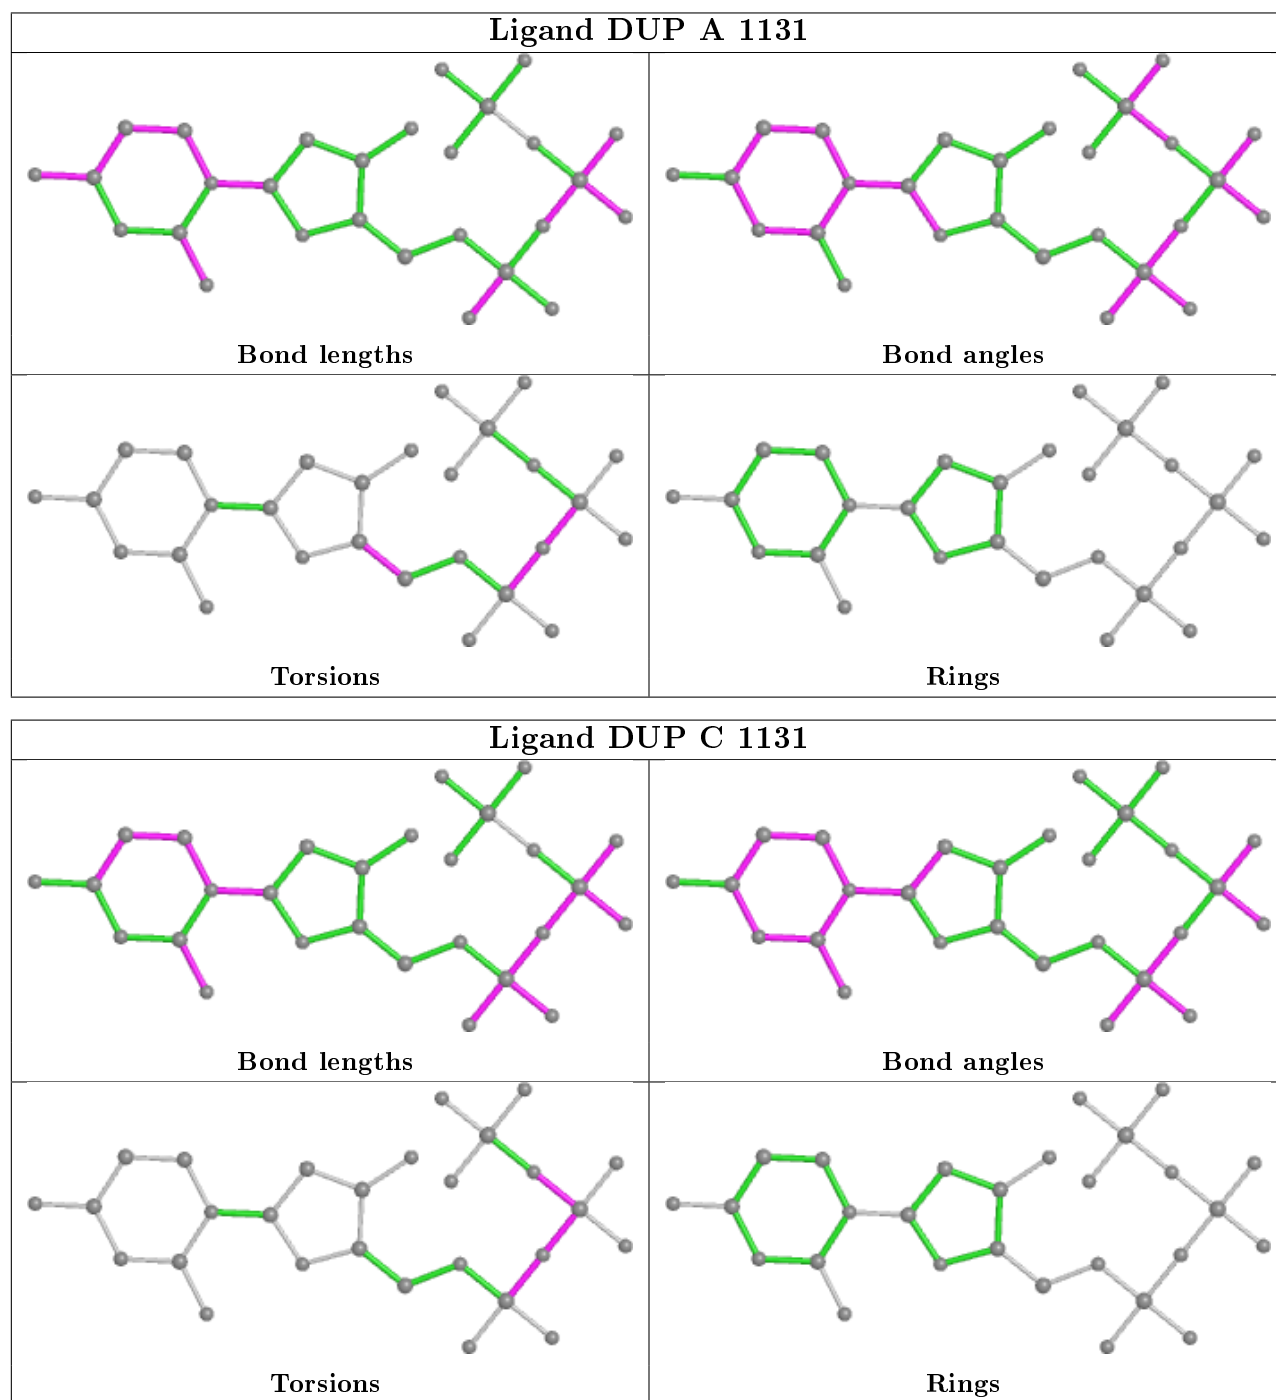 Ligand DUP A 1131
Bond lengths
Bond angles
Torsions
Rings
Ligand DUP C 1131
Bond lengths
Bond angles
Torsions
Rings